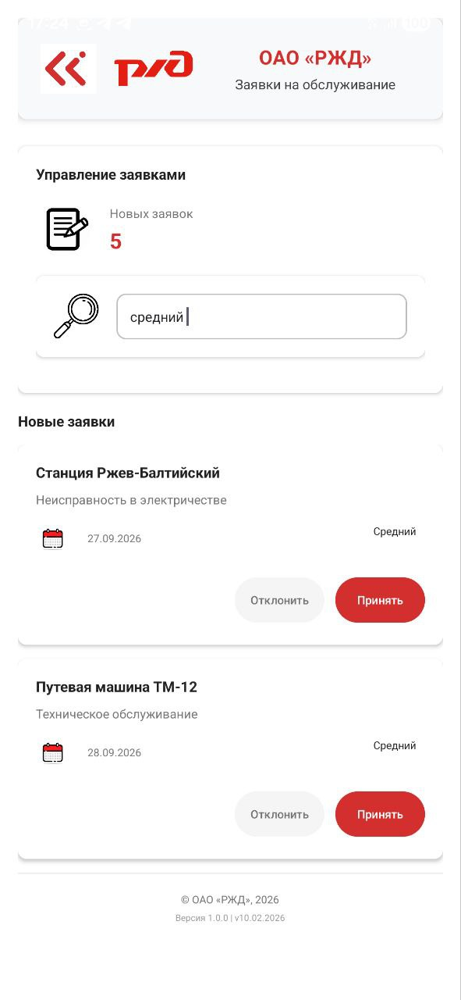 17:24
100
ржд
ОАО «РЖД»
Заявки на обслуживание
Управление заявками
Новых заявок
5
средний
Новые заявки
Станция Ржев-Балтийский
Неисправность в электричестве
27.09.2026
Средний
Отклонить
Принять
Путевая машина ТМ-12
Техническое обслуживание
28.09.2026
Средний
Отклонить
Принять
© ОАО «РЖД», 2026
Версия 1.0.0 | v10.02.2026